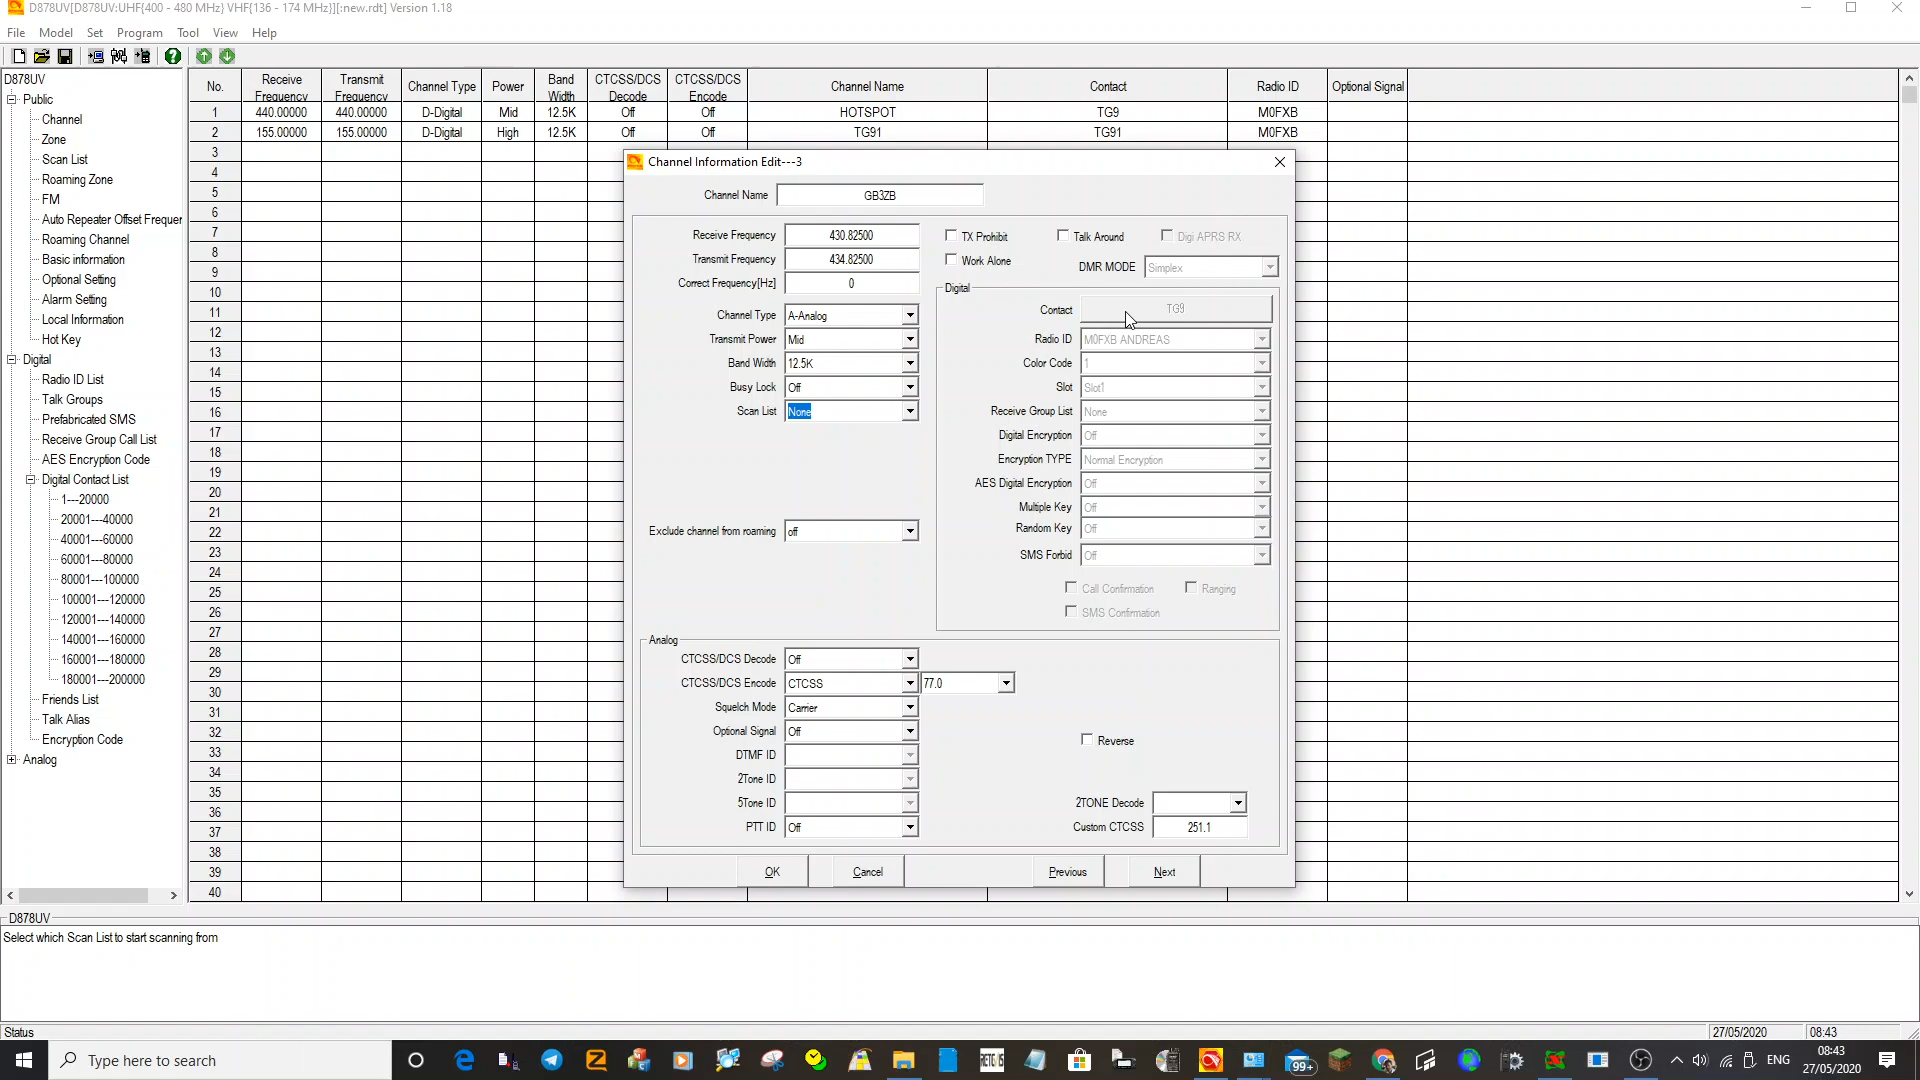 D878UV[D878UV:UHF{400 - 480 MHz} VHF{136 - 174 MHz}][:new.rdt] Version 1.18
File Model Set Program Tool View Help
D878UV
Public
Channel
Zone
Scan List
Roaming Zone
FM
Auto Repeater Offset Frequer
Roaming Channel
Basic information
Optional Setting
Alarm Setting
Local Information
Hot Key
Digital
Radio ID List
Talk Groups
Prefabricated SMS
Receive Group Call List
AES Encryption Code
Digital Contact List
1---20000
20001---40000
40001---60000
60001---80000
80001---100000
100001---120000
120001---140000
140001---160000
160001---180000
180001---200000
Friends List
Talk Alias
Encryption Code
Analog
No. Receive Frequency Transmit Frequency Channel Type Power Band Width CTCSS/DCS Decode CTCSS/DCS Encode Channel Name Contact Radio ID Optional Signal
1 440.00000 440.00000 D-Digital Mid 12.5K Off Off HOTSPOT TG9 M0FXB
2 155.00000 155.00000 D-Digital High 12.5K Off Off TG91 TG91 M0FXB
3
4
5
6
7
8
9
10
11
12
13
14
15
16
17
18
19
20
21
22
23
24
25
26
27
28
29
30
31
32
33
34
35
36
37
38
39
40
Channel Information Edit---3
Channel Name GB3ZB
Receive Frequency 430.82500
Transmit Frequency 434.82500
Correct Frequency[Hz] 0
Channel Type A-Analog
Transmit Power Mid
Band Width 12.5K
Busy Lock Off
Scan List None
Exclude channel from roaming off
TX Prohibit Talk Around Digi APRS RX
Work Alone DMR MODE Simplex
Digital
Contact TG9
Radio ID M0FXB ANDREAS
Color Code 1
Slot Slot1
Receive Group List None
Digital Encryption Off
Encryption TYPE Normal Encryption
AES Digital Encryption Off
Multiple Key Off
Random Key Off
SMS Forbid Off
Call Confirmation Ranging
SMS Confirmation
Analog
CTCSS/DCS Decode Off
CTCSS/DCS Encode CTCSS 77.0
Squelch Mode Carrier
Optional Signal Off
DTMF ID
2Tone ID
5Tone ID
PTT ID Off
Reverse
2TONE Decode
Custom CTCSS 251.1
OK Cancel Previous Next
D878UV
Select which Scan List to start scanning from
Status 27/05/2020 08:43
Type here to search
RETEVIS
99+
ENG
08:43
27/05/2020